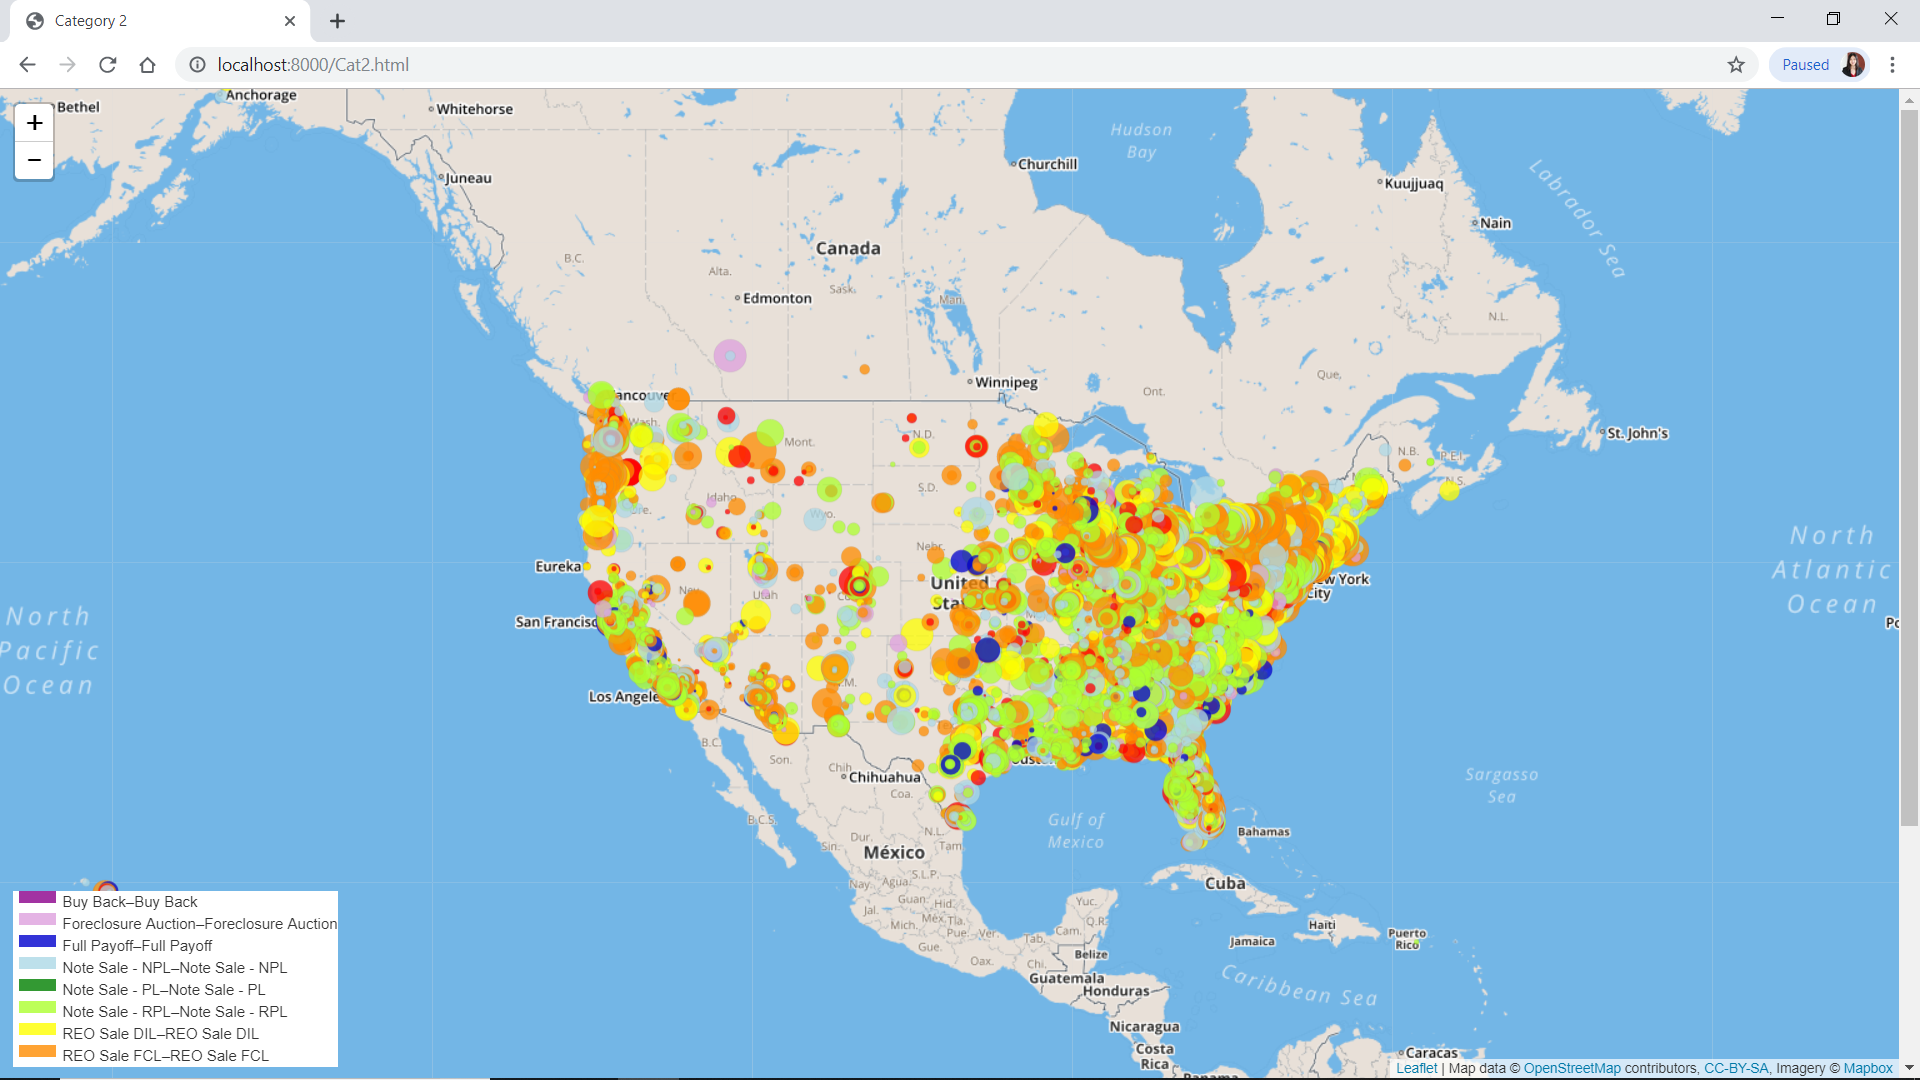 Category 2
localhost:8000/Cat2.html
Paused
+
−
Bethel
Anchorage
Whitehorse
Juneau
Churchill
Hudson
Bay
Kuujjuaq
Nain
Labrador Sea
B.C.
Alta.
Canada
Sask.
Man.
Edmonton
N.L.
Winnipeg
Ont.
Que.
St. John's
N.B.
P.E.I.
N.S.
Wash.
Mont.
N.D.
Idaho
Wyo.
S.D.
Nebr.
Eureka
Utah
United
San Francisc
Los Angele
North
Pacific
Ocean
New York
City
North
Atlantic
Ocean
Po
B.C.
Son.
Chih.
Chihuahua
Coa.
B.C.S.
Dur.
N.L.
Sin.
Tam
México
Gulf of
Mexico
Sargasso
Sea
Bahamas
Nay.
Agua.
S.L.P.
Guan.
Hid.
Jal.
Mich.
Méx.
Tla.
Pue.
Ver.
Gue.
Oax.
Tab.
Cam.
Yuc.
Q.R.
Chi.
Cuba
Haiti
Jamaica
Puerto
Rico
Belize
Guatemala
Honduras
Caribbean Sea
Nicaragua
Costa
Rica
Caracas
Panama
Buy Back–Buy Back
Foreclosure Auction–Foreclosure Auction
Full Payoff–Full Payoff
Note Sale - NPL–Note Sale - NPL
Note Sale - PL–Note Sale - PL
Note Sale - RPL–Note Sale - RPL
REO Sale DIL–REO Sale DIL
REO Sale FCL–REO Sale FCL
Leaflet | Map data © OpenStreetMap contributors, CC-BY-SA, Imagery © Mapbox